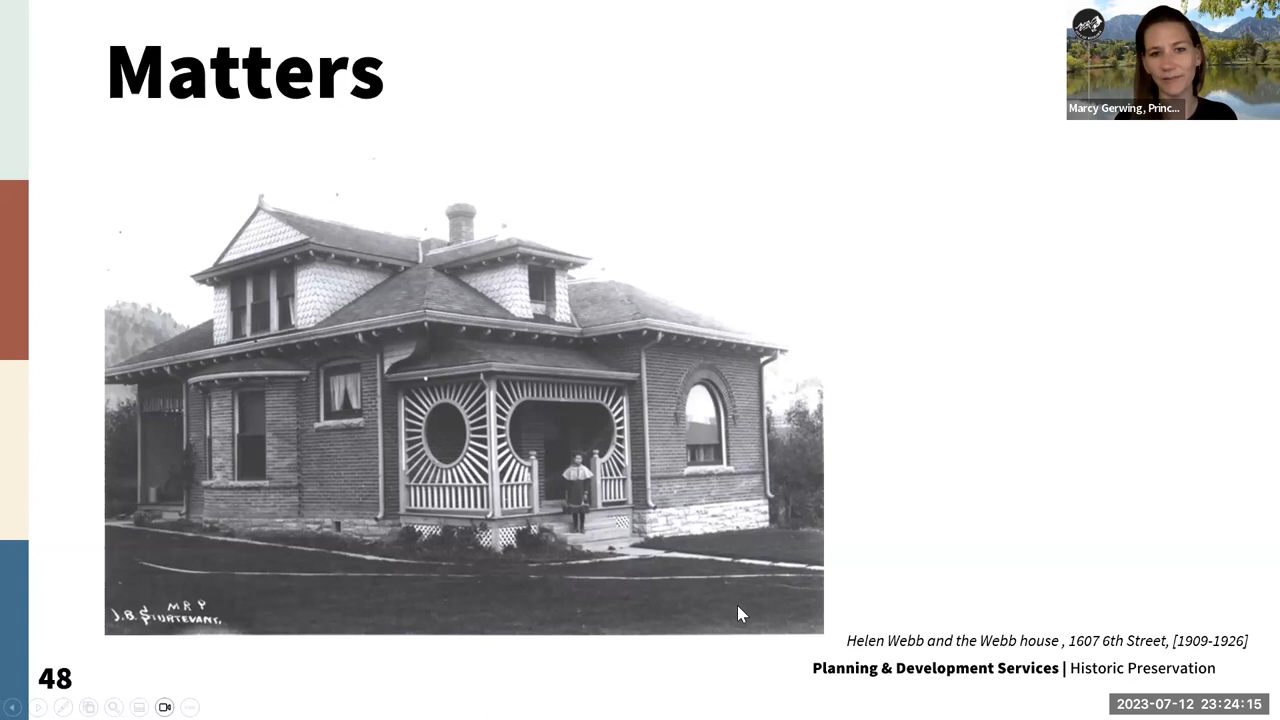 Matters
Marcy Gerwing, Princ...
M R P
J.B. STURTEVANT.
Helen Webb and the Webb house , 1607 6th Street, [1909-1926]
Planning & Development Services | Historic Preservation
48
2023-07-12 23:24:15